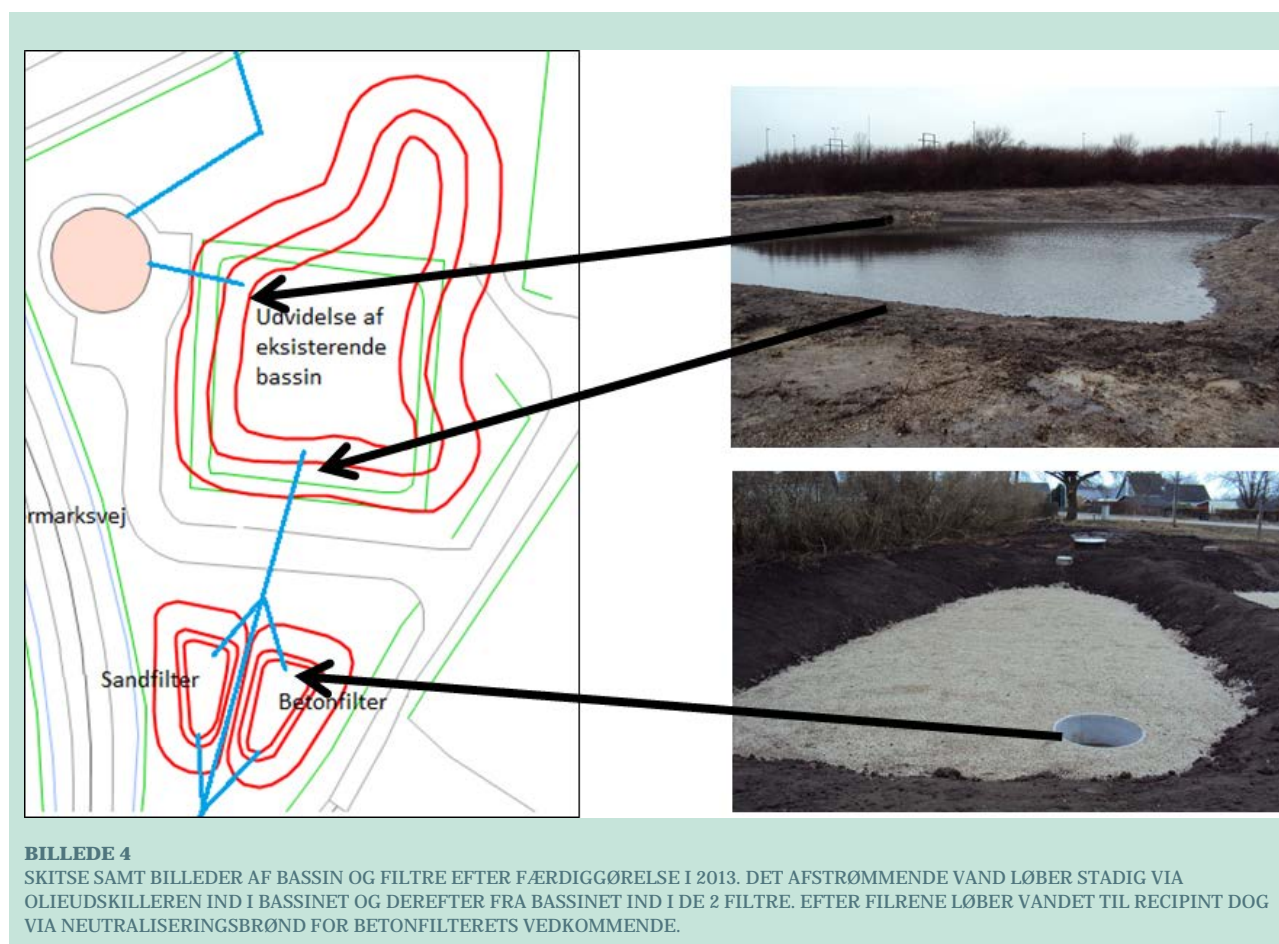 Udvidelse af
eksisterende
bassin
rmarksvej
Sandfilter
Betonfilter
BILLEDE 4
SKITSE SAMT BILLEDER AF BASSIN OG FILTRE EFTER FÆRDIGGØRELSE I 2013. DET AFSTRØMMENDE VAND LØBER STADIG VIA
OLIEUDSKILLEREN IND I BASSINET OG DEREFTER FRA BASSINET IND I DE 2 FILTRE. EFTER FILRENE LØBER VANDET TIL RECIPINT DOG
VIA NEUTRALISERINGSBRØND FOR BETONFILTERETS VEDKOMMENDE.